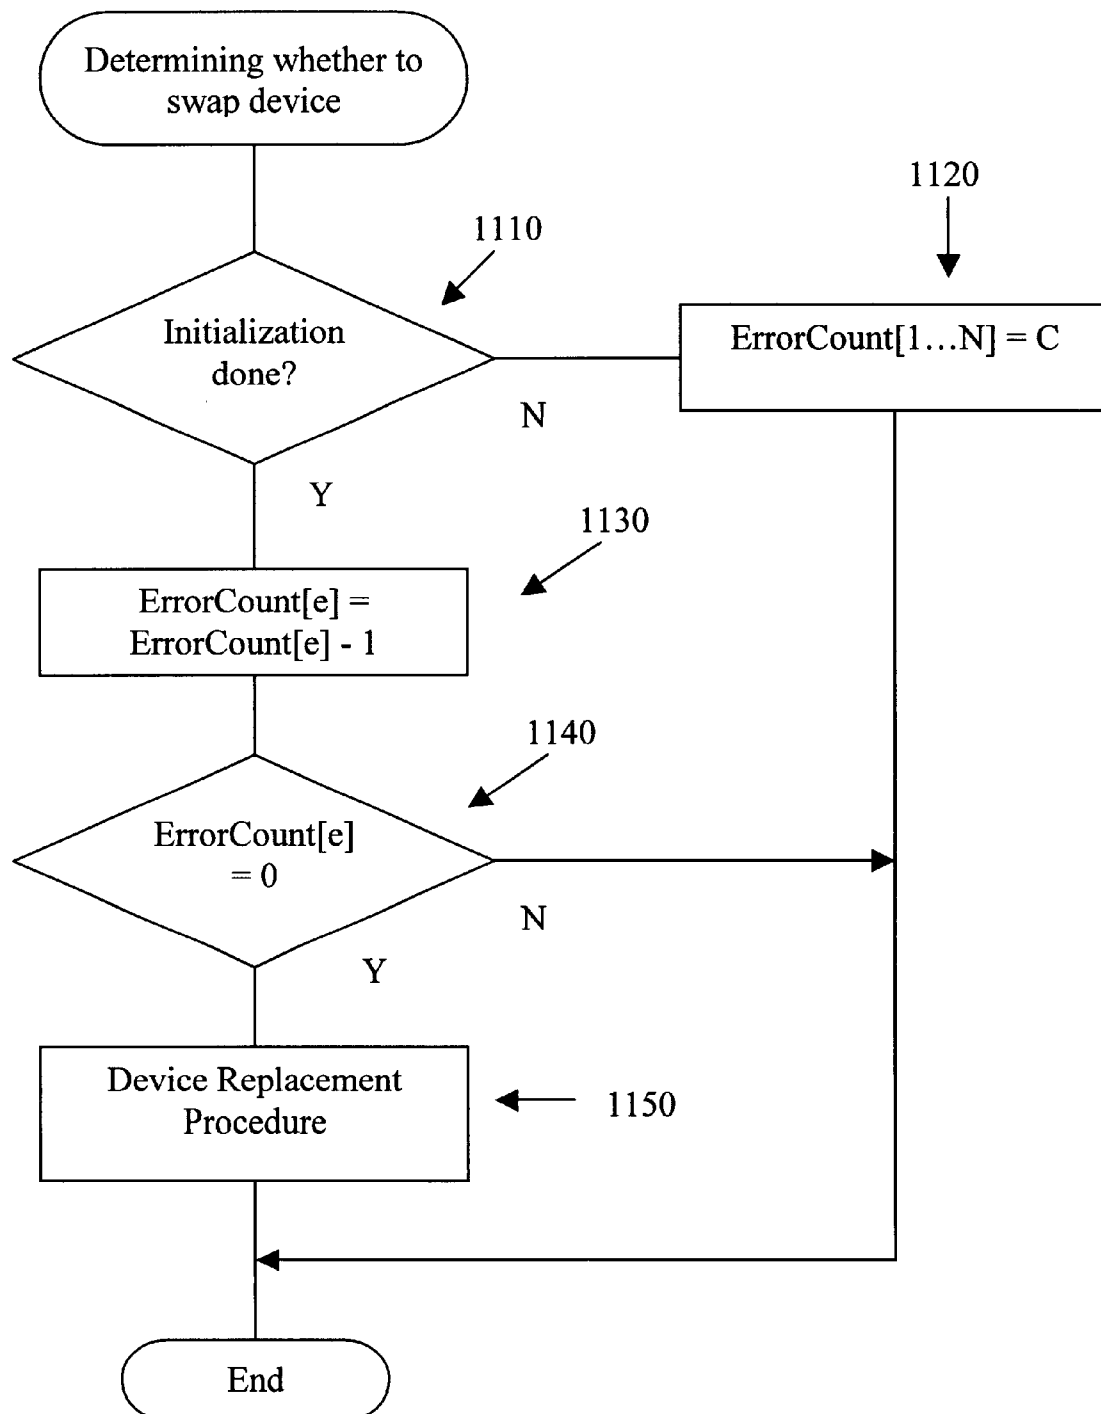 Determining whether to
swap device
1110
1120
Initialization
done?
N
ErrorCount[1...N] = C
Y
1130
ErrorCount[e] =
ErrorCount[e] - 1
1140
ErrorCount[e]
= 0
N
Y
Device Replacement
Procedure
1150
End